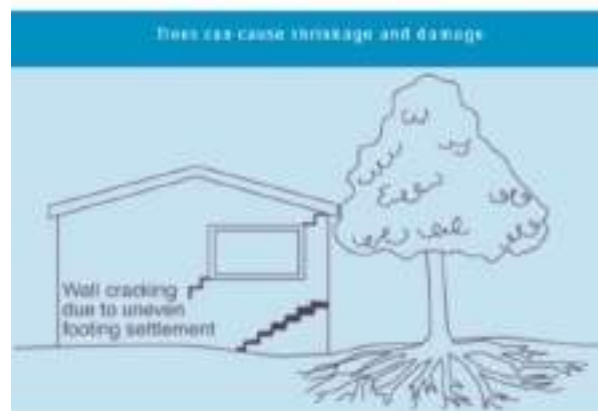 Trees can cause shrinkage and damage
Wall cracking
due to uneven
footing settlement